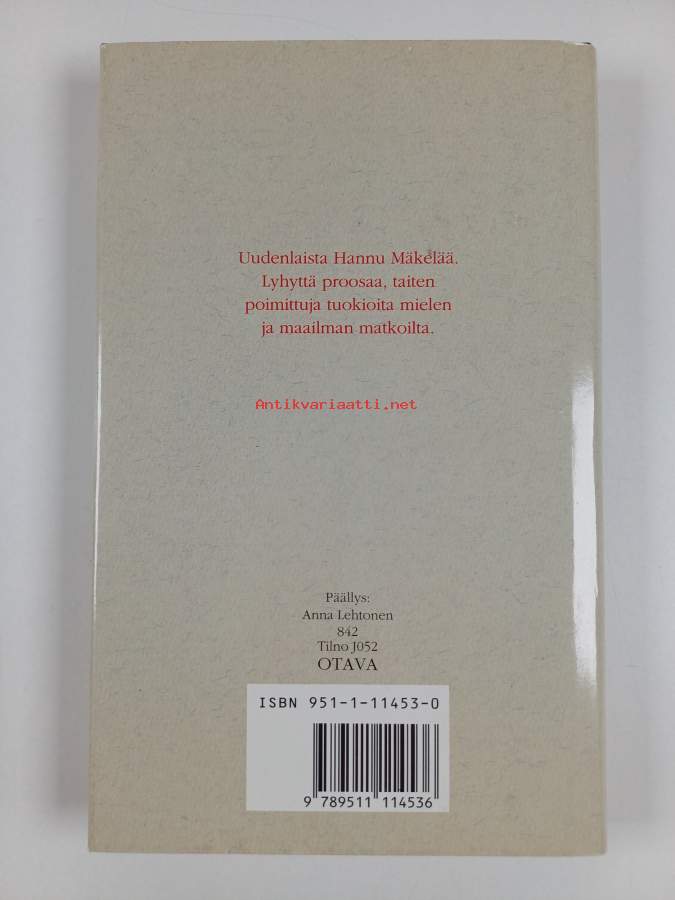 Uudenlaista Hannu Mäkelää.
Lyhyttä proosaa, taiten
poimittuja tuokioita mielen
ja maailman matkoilta.
Antikvariaatti.net
Päällys:
Anna Lehtonen
842
Tilno J052
OTAVA
ISBN 951-1-11453-0
9 789511 114536